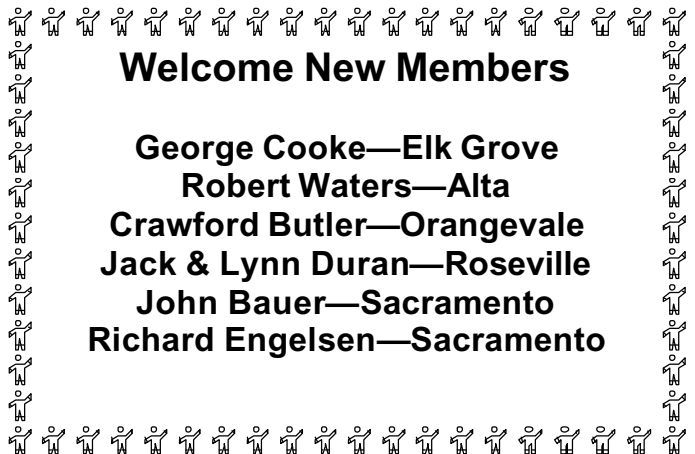 Welcome New Members
George Cooke—Elk Grove
Robert Waters—Alta
Crawford Butler—Orangevale
Jack & Lynn Duran—Roseville
John Bauer—Sacramento
Richard Engelsen—Sacramento